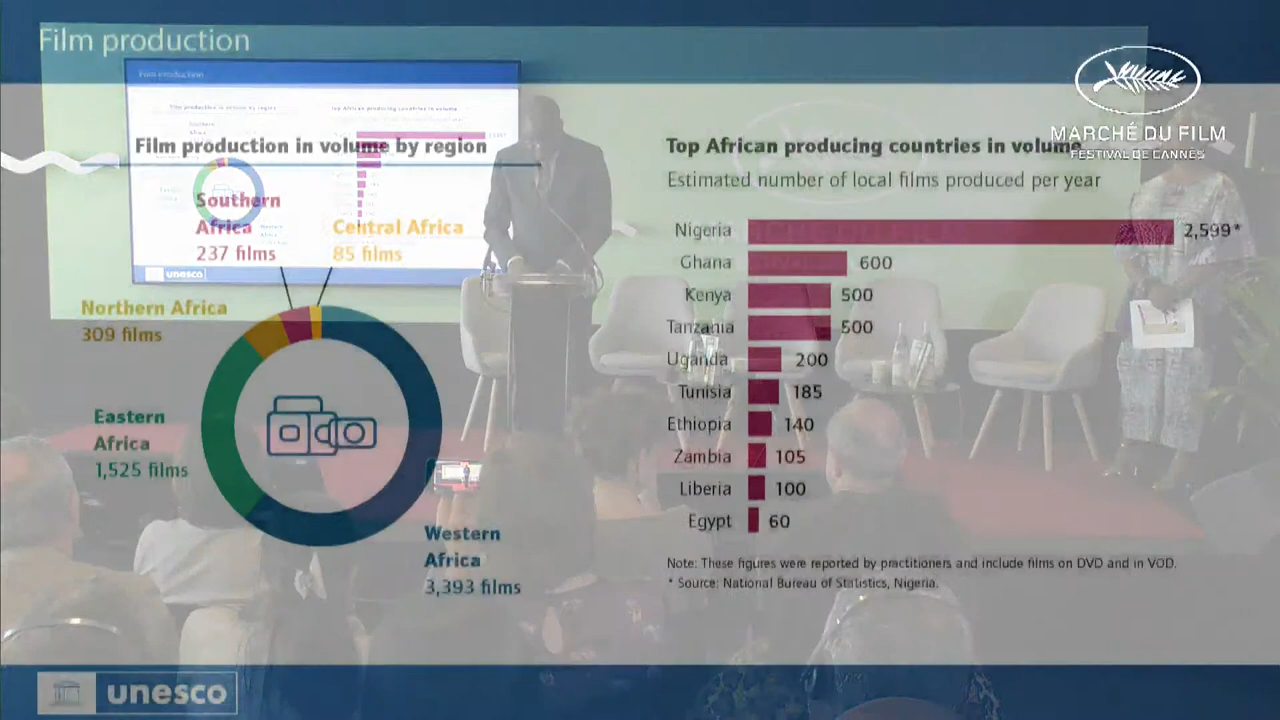 Film production
MARCHÉ DU FILM
FESTIVAL DE CANNES
Film production in volume by region
Southern
Africa
237 films
Central Africa
85 films
Northern Africa
309 films
Eastern
Africa
1,525 films
Western
Africa
3,393 films
Top African producing countries in volume
Estimated number of local films produced per year
Nigeria 2,599*
Ghana 600
Kenya 500
Tanzania 500
Uganda 200
Tunisia 185
Ethiopia 140
Zambia 105
Liberia 100
Egypt 60
Note: These figures were reported by practitioners and include films on DVD and in VOD.
* Source: National Bureau of Statistics, Nigeria.
unesco
Film production
unesco